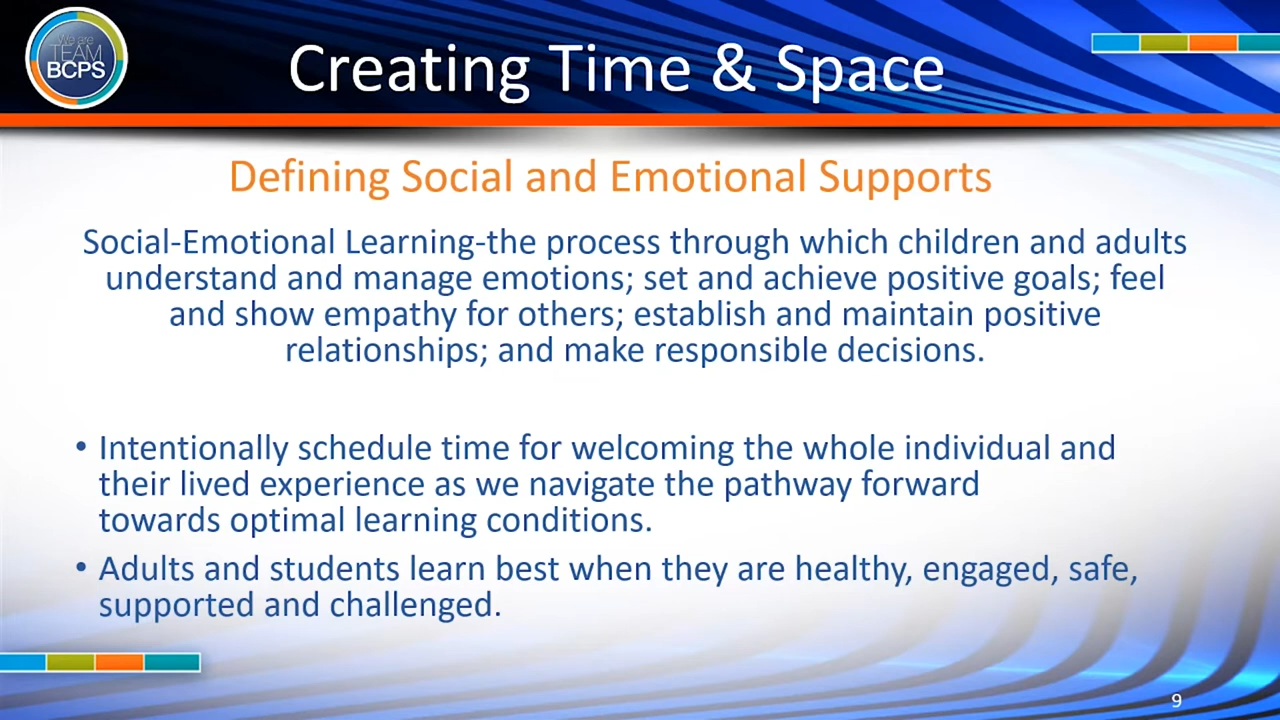 We are
TEAM
BCPS
Creating Time & Space
Defining Social and Emotional Supports
Social-Emotional Learning-the process through which children and adults
understand and manage emotions; set and achieve positive goals; feel
and show empathy for others; establish and maintain positive
relationships; and make responsible decisions.
• Intentionally schedule time for welcoming the whole individual and
their lived experience as we navigate the pathway forward
towards optimal learning conditions.
• Adults and students learn best when they are healthy, engaged, safe,
supported and challenged.
9